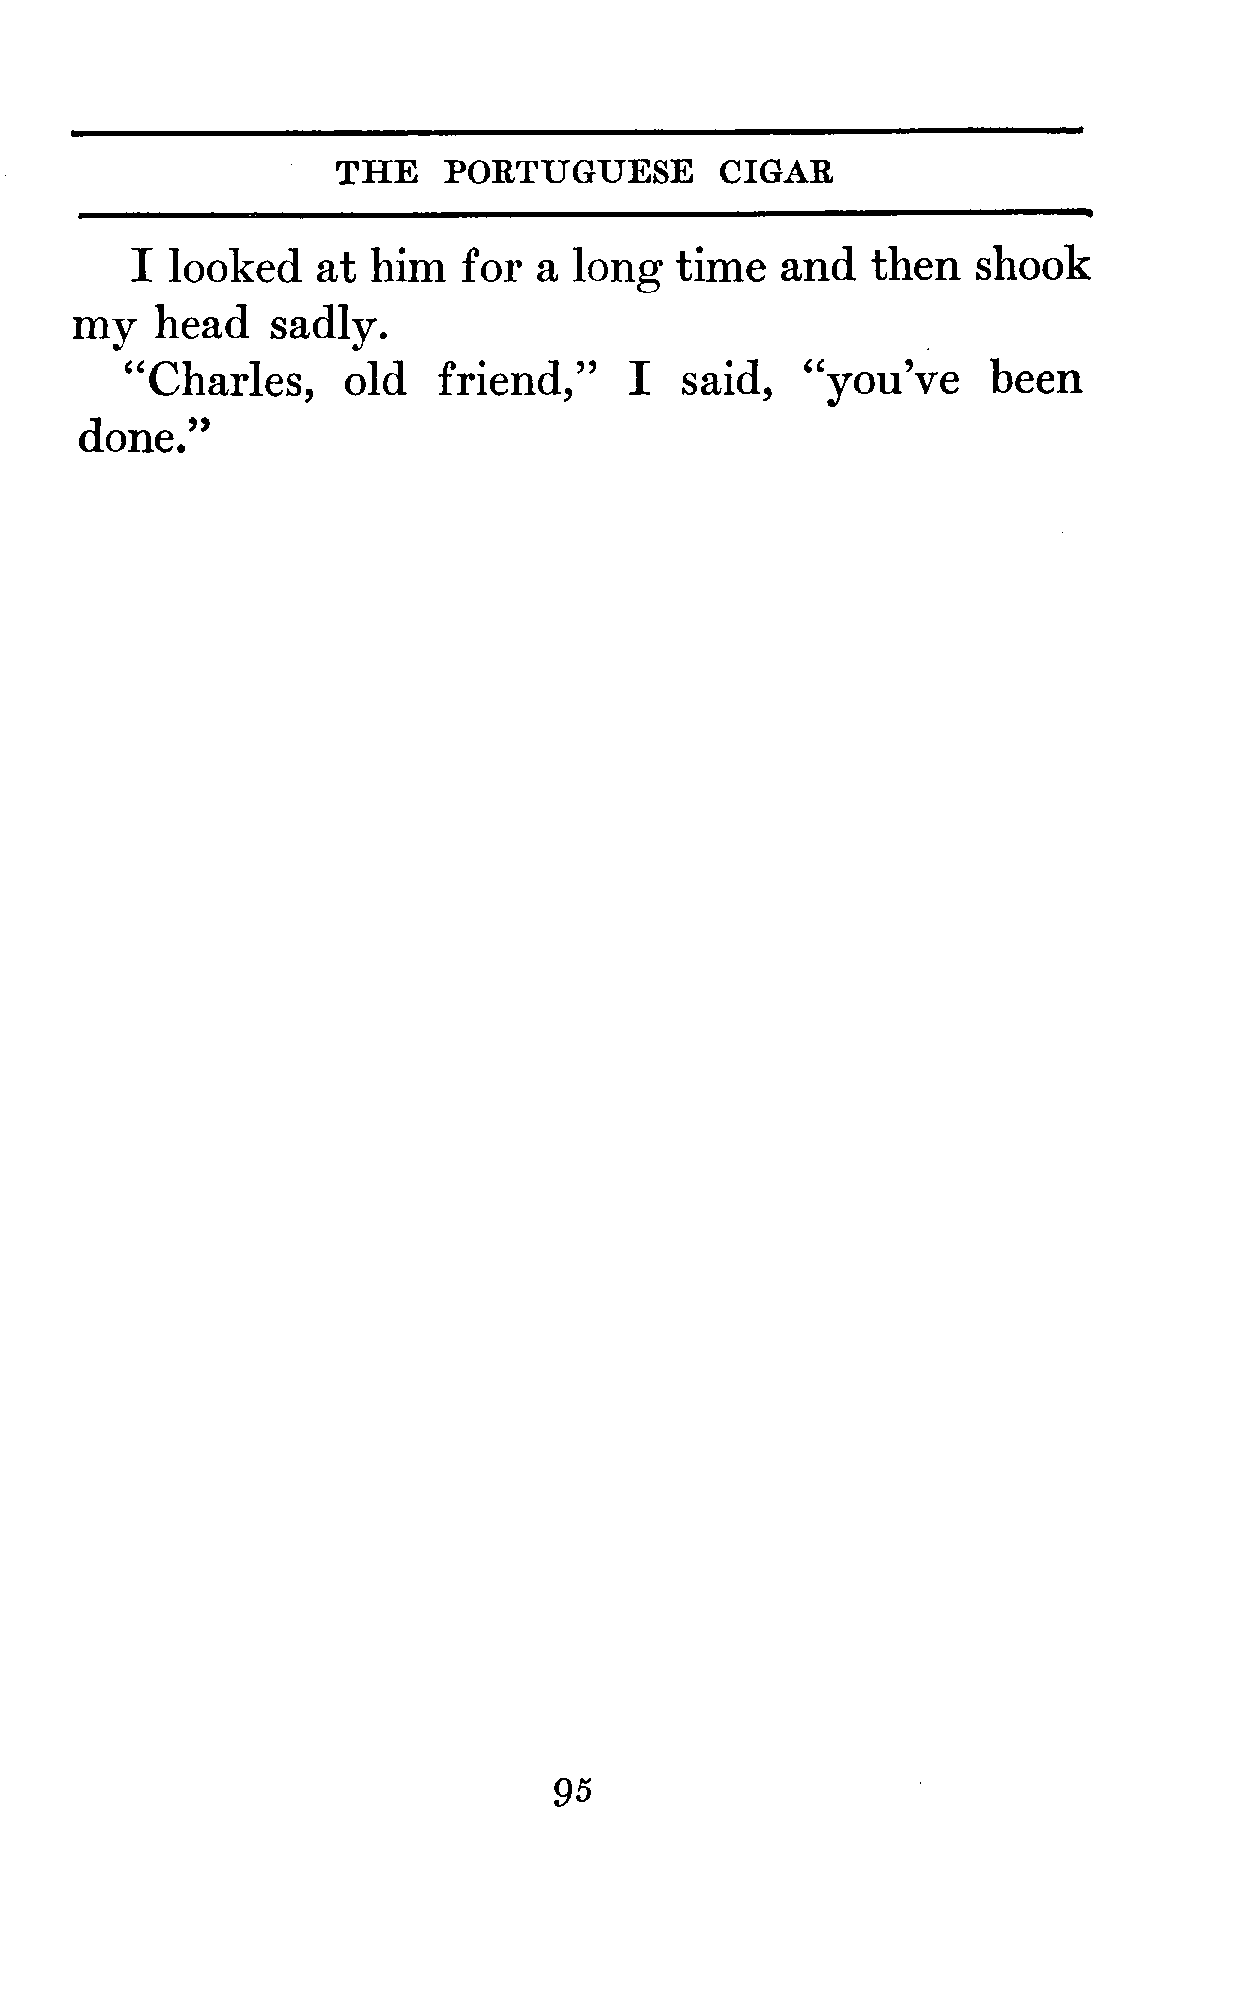 THE PORTUGUESE CIGAR
I looked at him for a long time and then shook
my head sadly.
“Charles, old friend,” I said, “you've been
done.”
95